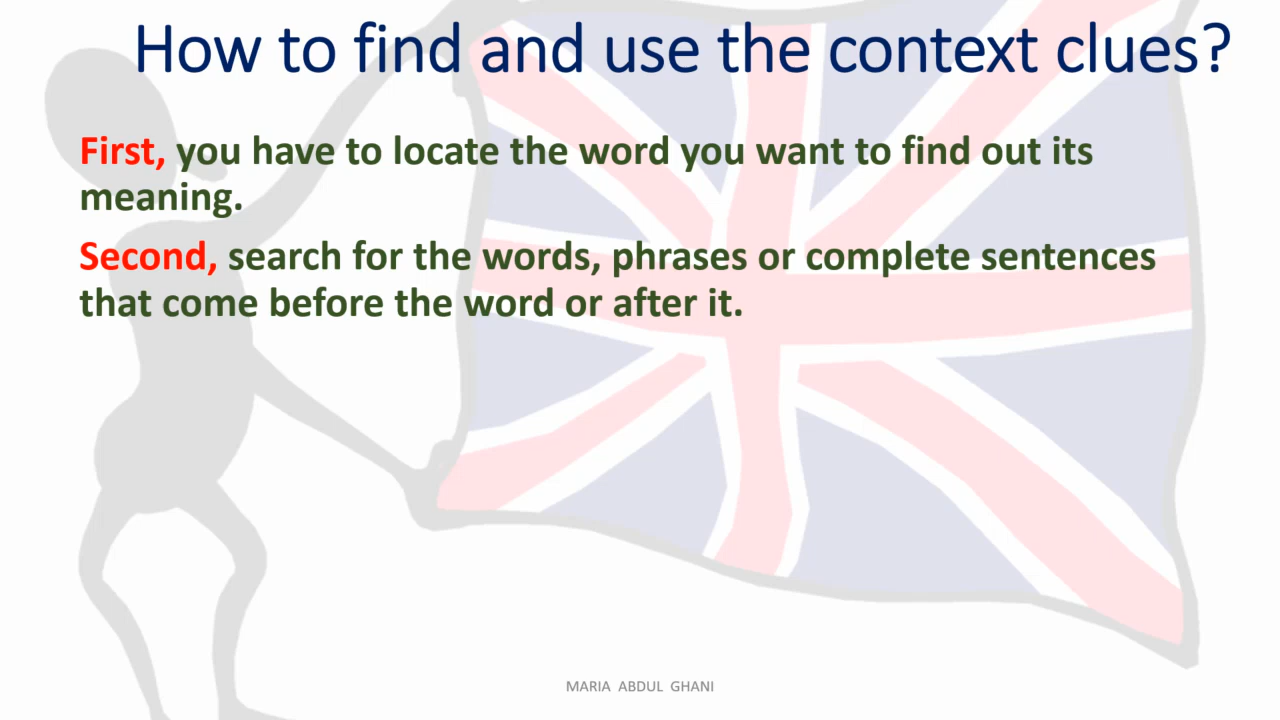 How to find and use the context clues?
First, you have to locate the word you want to find out its
meaning.
Second, search for the words, phrases or complete sentences
that come before the word or after it.
MARIA ABDUL GHANI